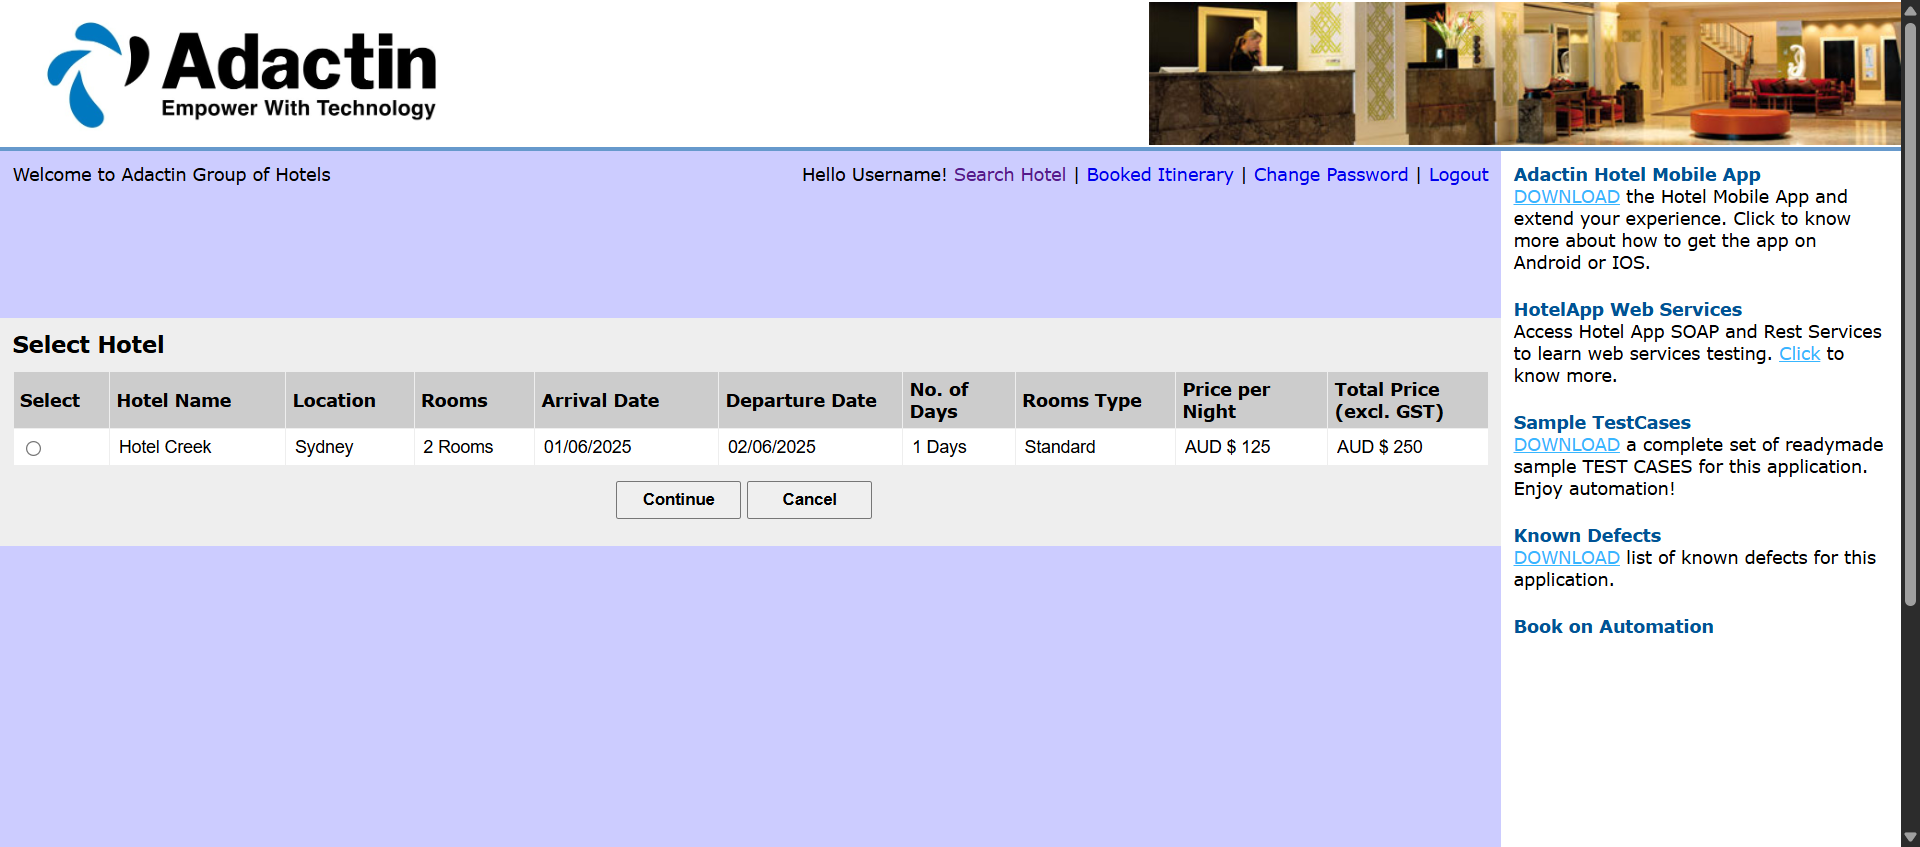 Adactin
Empower With Technology
Welcome to Adactin Group of Hotels
Hello Username! Search Hotel | Booked Itinerary | Change Password | Logout
Select Hotel
Select Hotel Name Location Rooms Arrival Date Departure Date No. of Days Rooms Type Price per Night Total Price (excl. GST)
Hotel Creek Sydney 2 Rooms 01/06/2025 02/06/2025 1 Days Standard AUD $ 125 AUD $ 250
Continue Cancel
Adactin Hotel Mobile App
DOWNLOAD the Hotel Mobile App and
extend your experience. Click to know
more about how to get the app on
Android or IOS.
HotelApp Web Services
Access Hotel App SOAP and Rest Services
to learn web services testing. Click to
know more.
Sample TestCases
DOWNLOAD a complete set of readymade
sample TEST CASES for this application.
Enjoy automation!
Known Defects
DOWNLOAD list of known defects for this
application.
Book on Automation